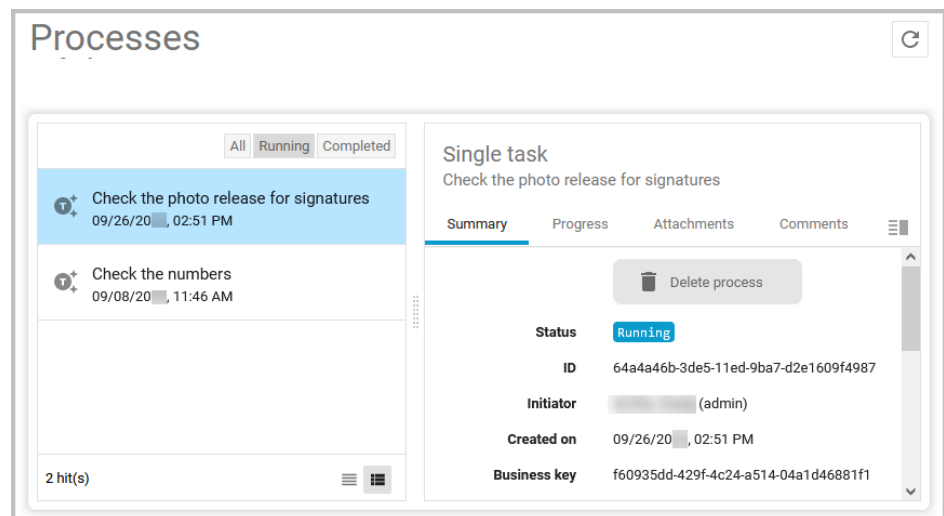 Processes
All Running Completed
Check the photo release for signatures
09/26/20 , 02:51 PM
Check the numbers
09/08/20 , 11:46 AM
2 hit(s)
Single task
Check the photo release for signatures
Summary Progress Attachments Comments
Delete process
Status Running
ID 64a4a46b-3de5-11ed-9ba7-d2e1609f4987
Initiator (admin)
Created on 09/26/20 , 02:51 PM
Business key f60935dd-429f-4c24-a514-04a1d46881f1